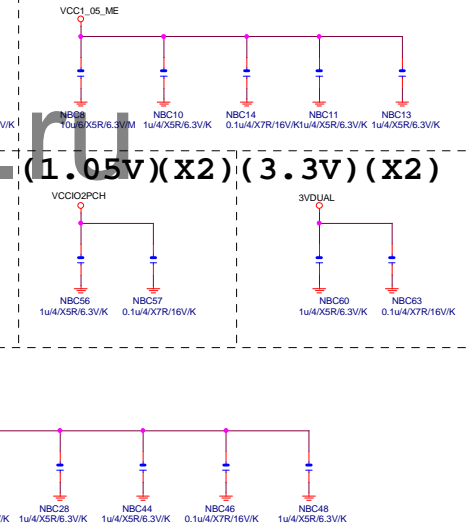 VCC1_05_ME
NBC8 NBC10 NBC14 NBC11 NBC13
V/K 10u/6/X5R/6.3V/M 1u/4/X5R/6.3V/K 0.1u/4/X7R/16V/K 1u/4/X5R/6.3V/K 1u/4/X5R/6.3V/K
.ru
(1.05V)(X2) (3.3V)(X2)
VCCIO2PCH 3VDUAL
NBC56 NBC57 NBC60 NBC63
1u/4/X5R/6.3V/K 0.1u/4/X7R/16V/K 1u/4/X5R/6.3V/K 0.1u/4/X7R/16V/K
NBC28 NBC44 NBC46 NBC48
V/K 1u/4/X5R/6.3V/K 1u/4/X5R/6.3V/K 0.1u/4/X7R/16V/K 1u/4/X5R/6.3V/K